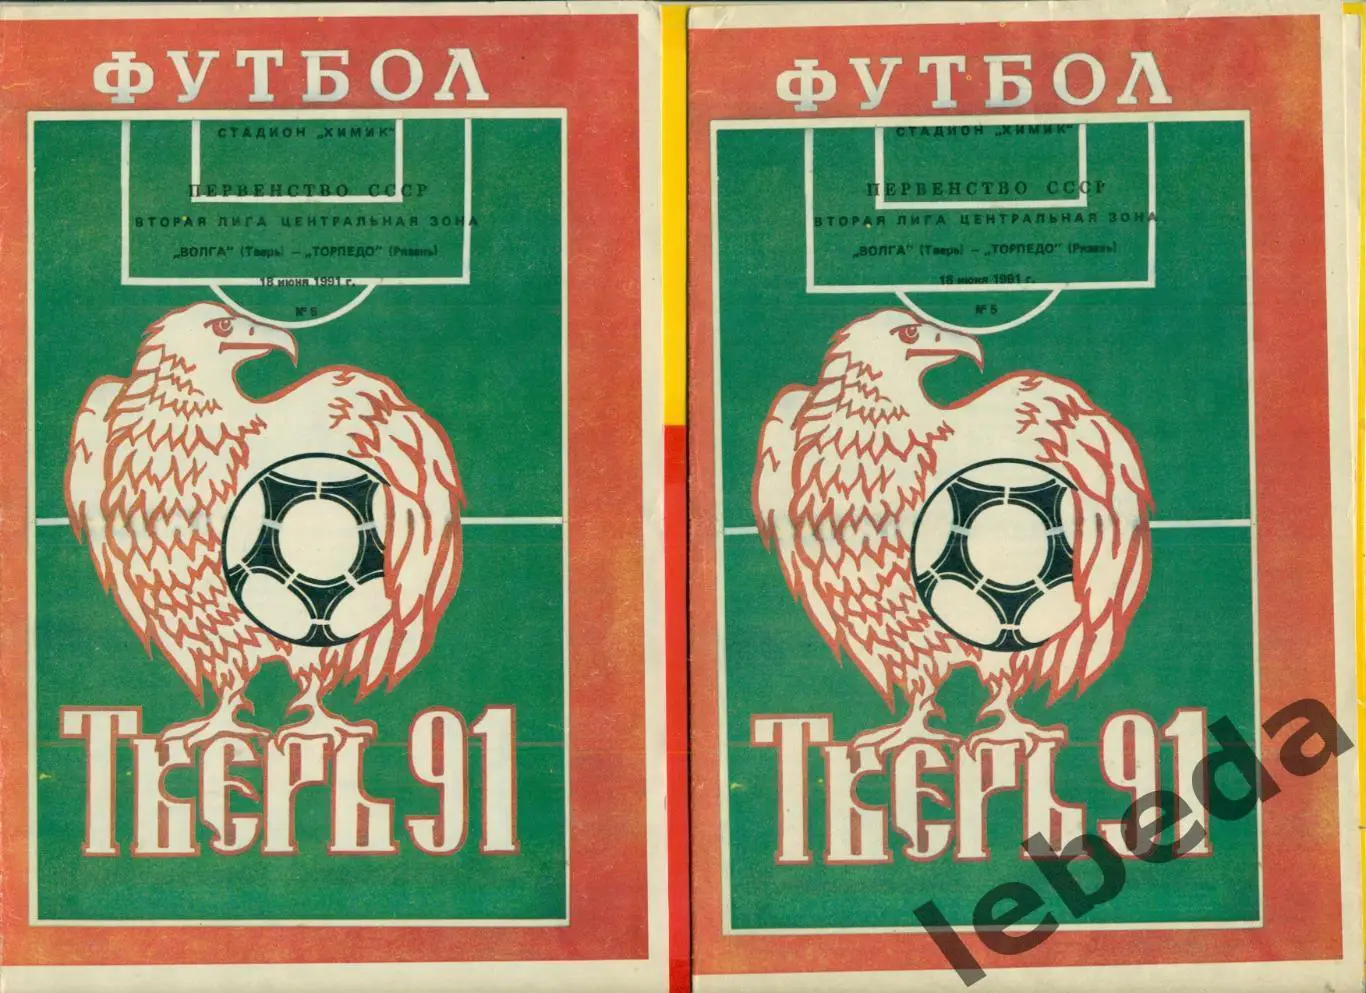 ФУТБОЛ
СТАДИОН „ХИМИК“
ПЕРВЕНСТВО СССР
ВТОРАЯ ЛИГА ЦЕНТРАЛЬНАЯ ЗОНА
„ВОЛГА“ (Тверь) — „ТОРПЕДО“ (Рязань)
18 июня 1991 г.
№ 5
ТВЕРЬ 91
ФУТБОЛ
СТАДИОН „ХИМИК“
ПЕРВЕНСТВО СССР
ВТОРАЯ ЛИГА ЦЕНТРАЛЬНАЯ ЗОНА
„ВОЛГА“ (Тверь) — „ТОРПЕДО“ (Рязань)
18 июня 1991 г.
№ 5
ТВЕРЬ 91
lebeda